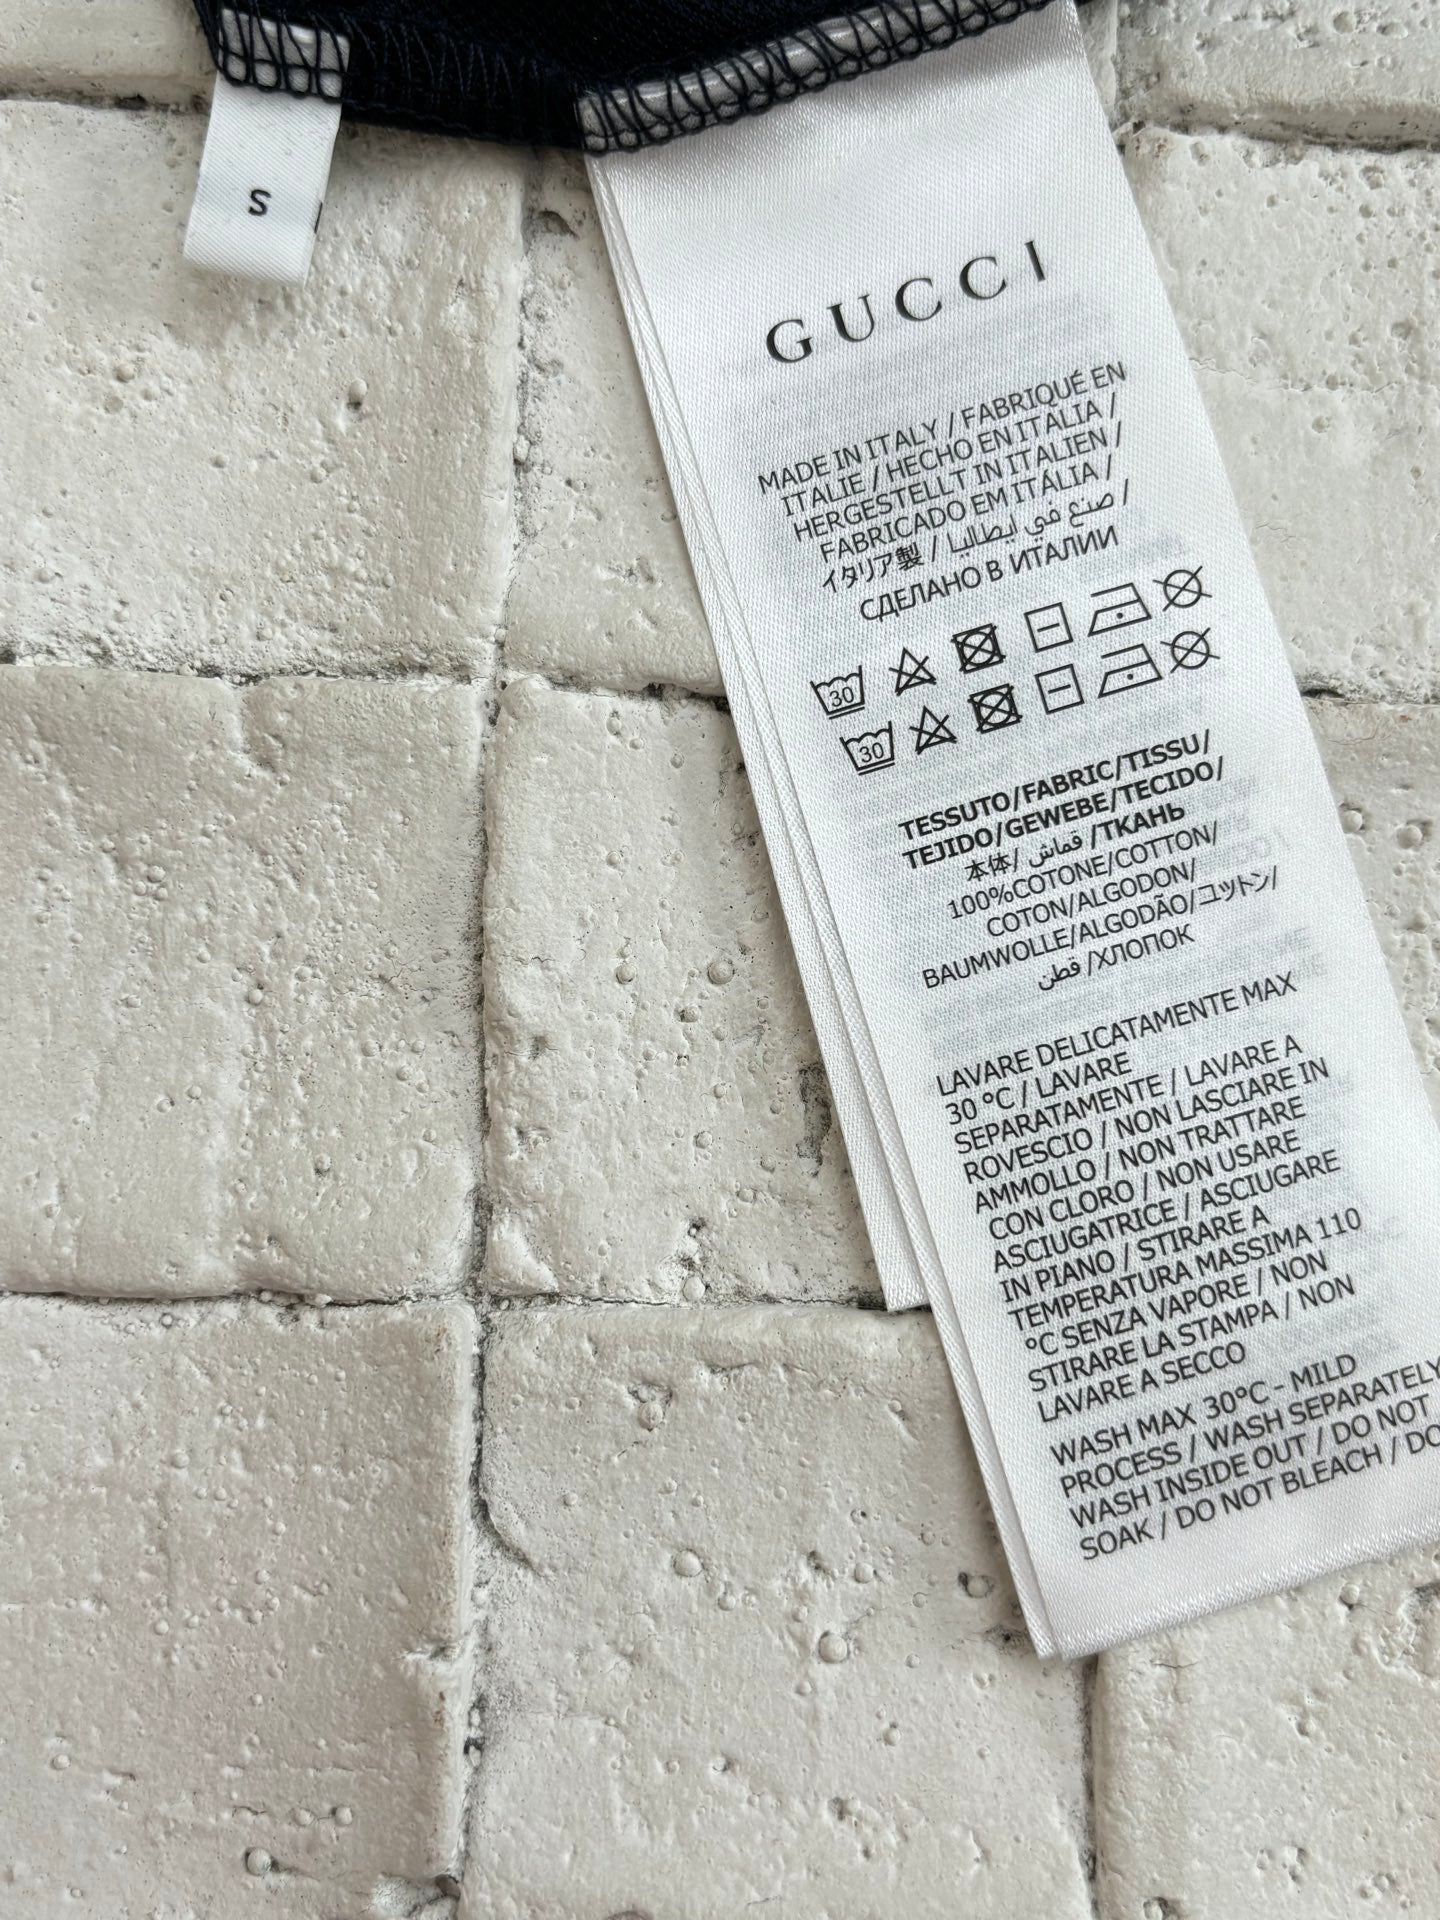 S
GUCCI
MADE IN ITALY / FABRIQUÉ EN
ITALIE / HECHO EN ITALIA /
HERGESTELLT IN ITALIEN /
FABRICADO EM ITÁLIA /
イタリア製 / صنع في ايطاليا /
СДЕЛАНО В ИТАЛИИ
30
30
TESSUTO/FABRIC/TISSU/
TEJIDO/GEWEBE/TECIDO/
本体/ قماش /ТКАНЬ
100%COTONE/COTTON/
COTON/ALGODON/
BAUMWOLLE/ALGODÃO/コットン/
قطن /ХЛОПОК
LAVARE DELICATAMENTE MAX
30 °C / LAVARE
SEPARATAMENTE / LAVARE A
ROVESCIO / NON LASCIARE IN
AMMOLLO / NON TRATTARE
CON CLORO / NON USARE
ASCIUGATRICE / ASCIUGARE
IN PIANO / STIRARE A
TEMPERATURA MASSIMA 110
°C SENZA VAPORE / NON
STIRARE LA STAMPA / NON
LAVARE A SECCO
WASH MAX 30°C - MILD
PROCESS / WASH SEPARATELY
WASH INSIDE OUT / DO NOT
SOAK / DO NOT BLEACH / DO